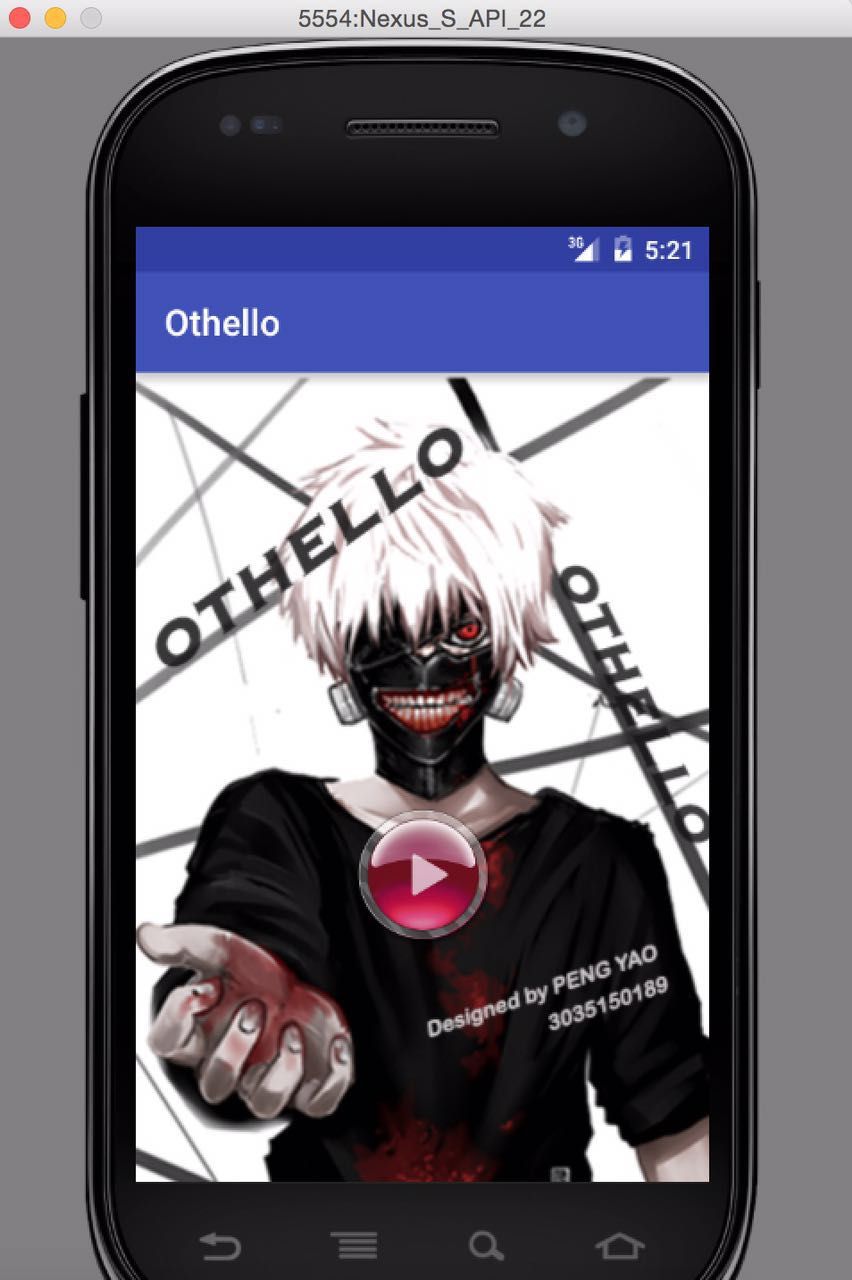 5554:Nexus_S_API_22
3G 5:21
Othello
OTHELLO
OTHELLO
Designed by PENG YAO
3035150189